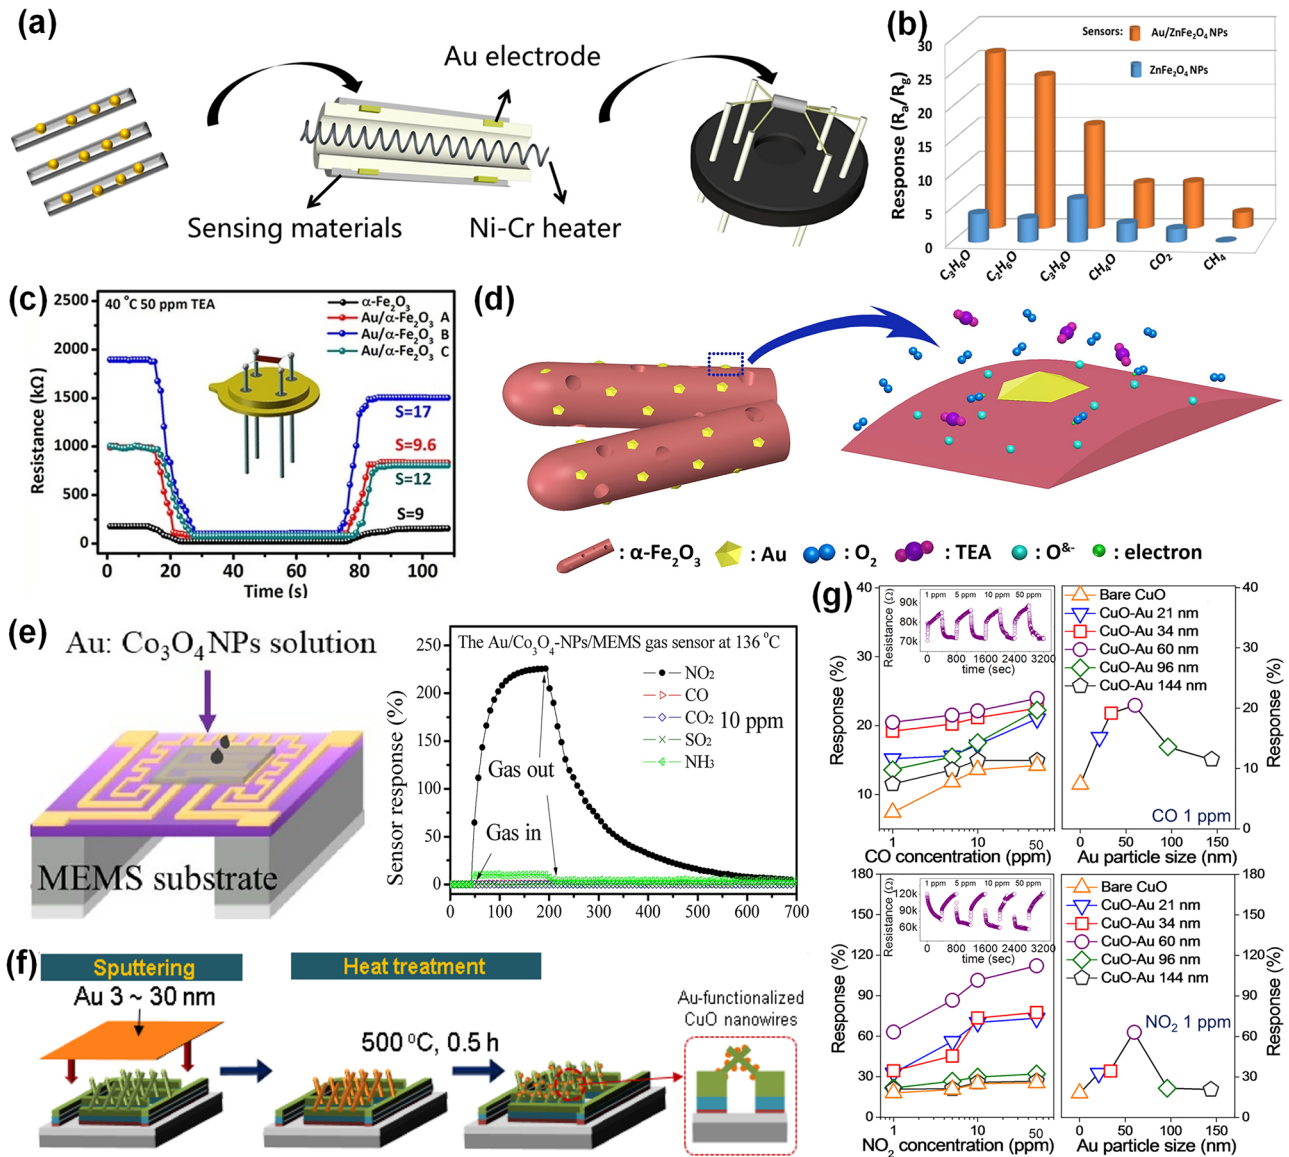 (a)
Au electrode
Sensing materials
Ni-Cr heater
(b)
Sensors: Au/ZnFe₂O₄ NPs
ZnFe₂O₄ NPs
Response (Rₐ/R_g)
30
25
20
15
10
5
0
C₃H₆O
C₂H₆O
C₃H₈O
CH₄O
CO₂
CH₄
(c)
40 °C 50 ppm TEA
α-Fe₂O₃
Au/α-Fe₂O₃ A
Au/α-Fe₂O₃ B
Au/α-Fe₂O₃ C
Resistance (kΩ)
2500
2000
1500
1000
500
0
S=17
S=9.6
S=12
S=9
0 20 40 60 80 100
Time (s)
(d)
: α-Fe₂O₃ : Au : O₂ : TEA : O^{&-} : electron
(e)
Au: Co₃O₄ NPs solution
MEMS substrate
The Au/Co₃O₄-NPs/MEMS gas sensor at 136 °C
NO₂
CO
CO₂ 10 ppm
SO₂
NH₃
Gas out
Gas in
Sensor response (%)
250
225
200
175
150
125
100
75
50
25
0
0 100 200 300 400 500 600 700
(f)
Sputtering
Au 3 ~ 30 nm
Heat treatment
500 °C, 0.5 h
Au-functionalized
CuO nanowires
(g)
Response (%)
40
30
20
10
Resistance (Ω)
90k
80k
70k
1 ppm 5 ppm 10 ppm 50 ppm
0 800 1600 2400 3200
time (sec)
1 10 50
CO concentration (ppm)
Bare CuO
CuO-Au 21 nm
CuO-Au 34 nm
CuO-Au 60 nm
CuO-Au 96 nm
CuO-Au 144 nm
CO 1 ppm
40
30
20
10
0
Response (%)
0 50 100 150
Au particle size (nm)
Response (%)
180
150
120
90
60
30
0
Resistance (Ω)
120k
90k
60k
1 ppm 5 ppm 10 ppm 50 ppm
0 800 1600 2400 3200
time (sec)
1 10 50
NO₂ concentration (ppm)
Bare CuO
CuO-Au 21 nm
CuO-Au 34 nm
CuO-Au 60 nm
CuO-Au 96 nm
CuO-Au 144 nm
NO₂ 1 ppm
180
150
120
90
60
30
0
Response (%)
0 50 100 150
Au particle size (nm)